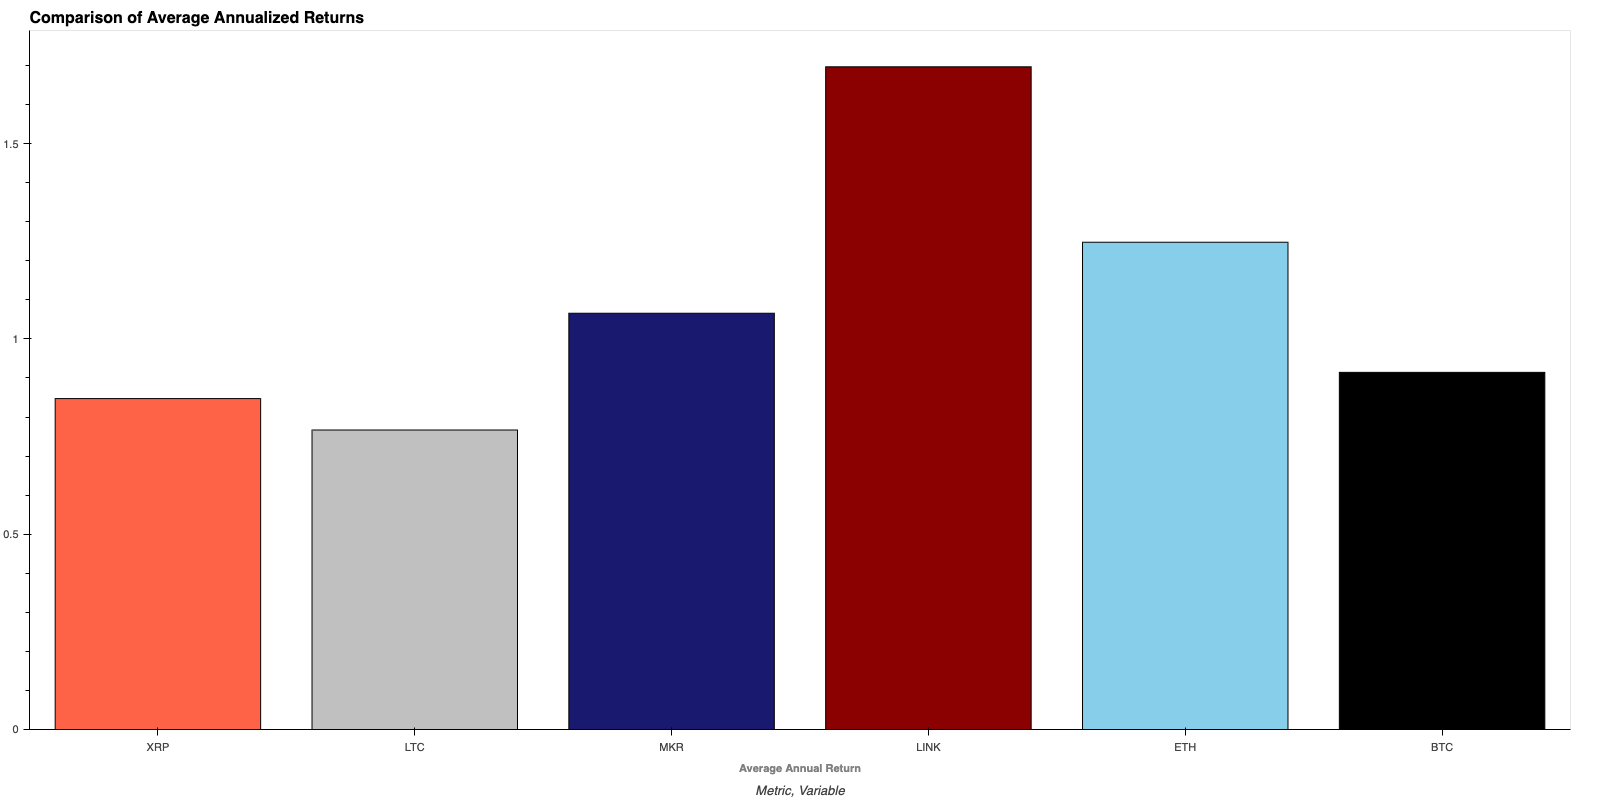 Comparison of Average Annualized Returns
1.5
1
0.5
0
XRP LTC MKR LINK ETH BTC
Average Annual Return
Metric, Variable